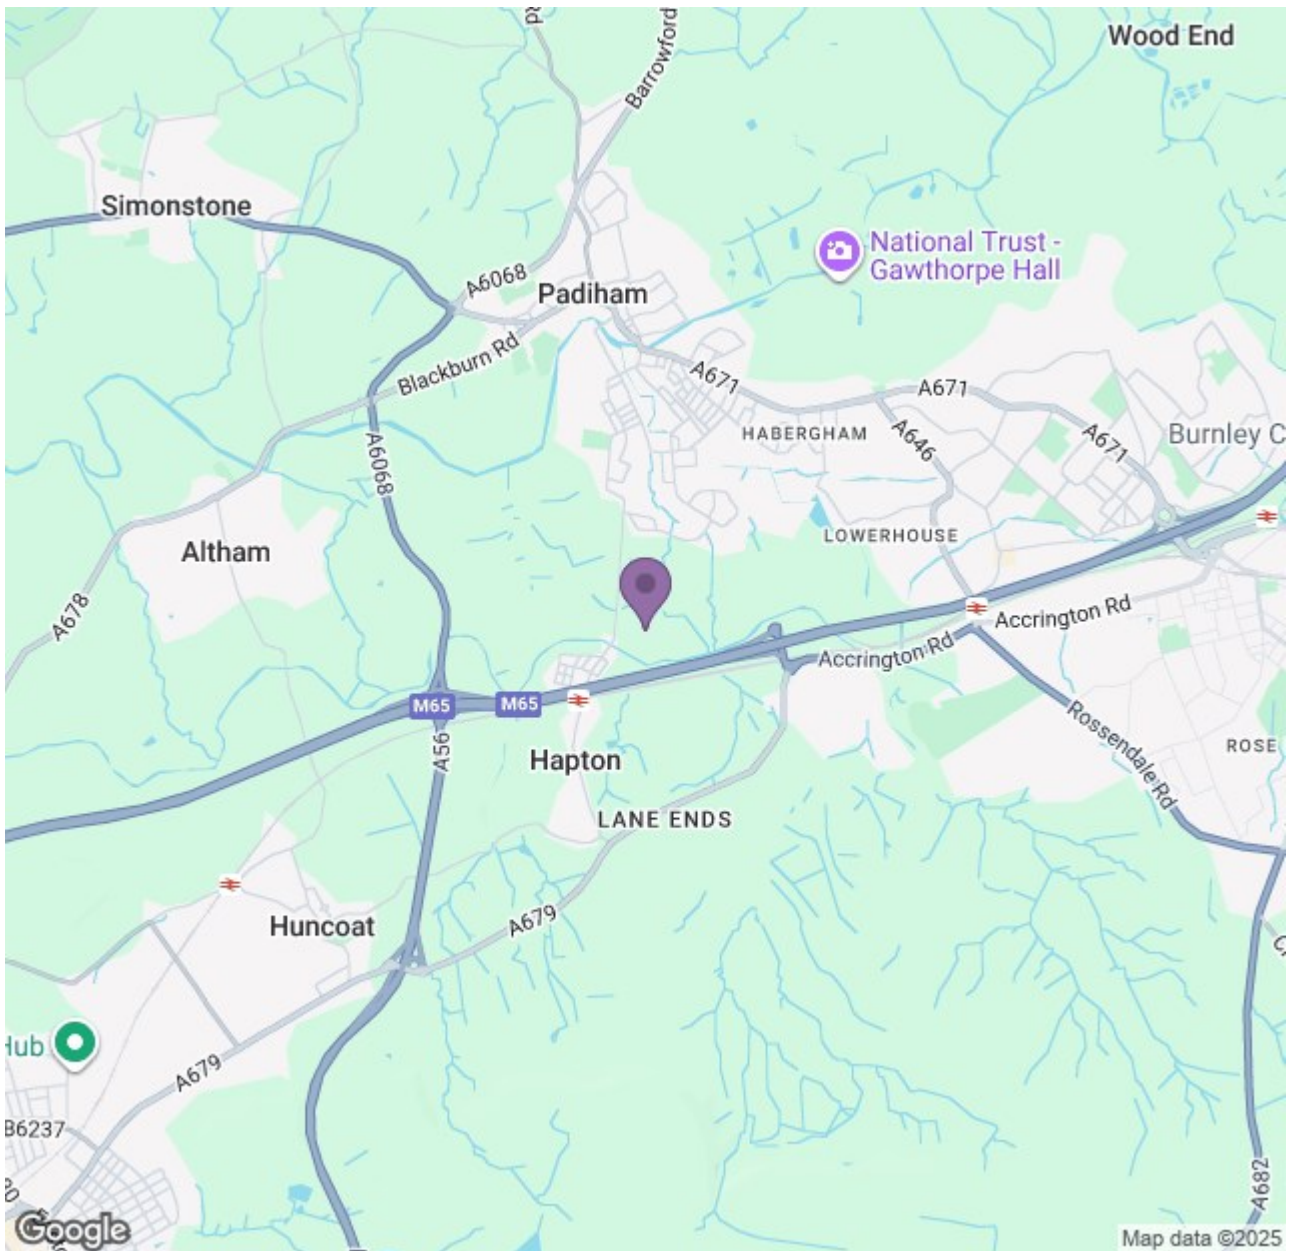 Barrowford
Wood End
Simonstone
National Trust -
Gawthorpe Hall
A6068
Padiham
Blackburn Rd
A671
A671
HABERGHAM
A646
A671
Burnley C
A6068
LOWERHOUSE
Altham
A678
Accrington Rd
Accrington Rd
M65
M65
A56
Rossendale Rd
Hapton
ROSE
LANE ENDS
Huncoat
A679
Hub
A679
B6237
A682
Google
Map data ©2025